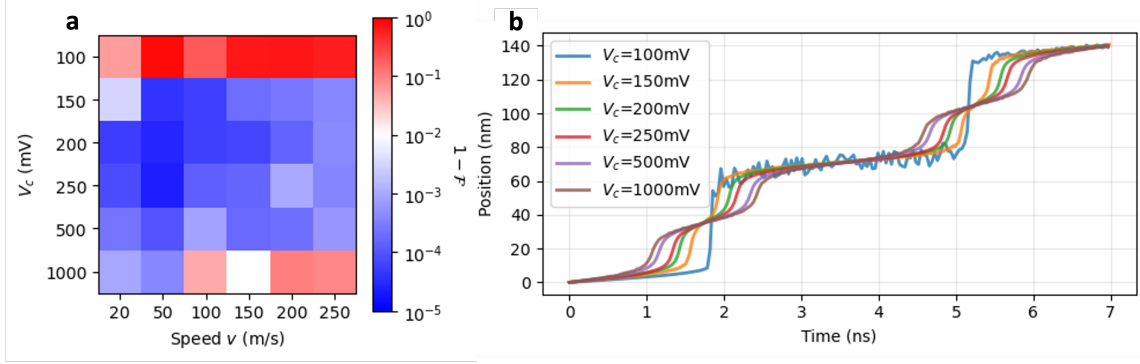 a
V_c (mV)
100
150
200
250
500
1000
20 50 100 150 200 250
Speed v (m/s)
10⁰
10⁻¹
10⁻²
10⁻³
10⁻⁴
10⁻⁵
1 − ℱ
b
Position (nm)
140
120
100
80
60
40
20
0
V_c=100mV
V_c=150mV
V_c=200mV
V_c=250mV
V_c=500mV
V_c=1000mV
0 1 2 3 4 5 6 7
Time (ns)